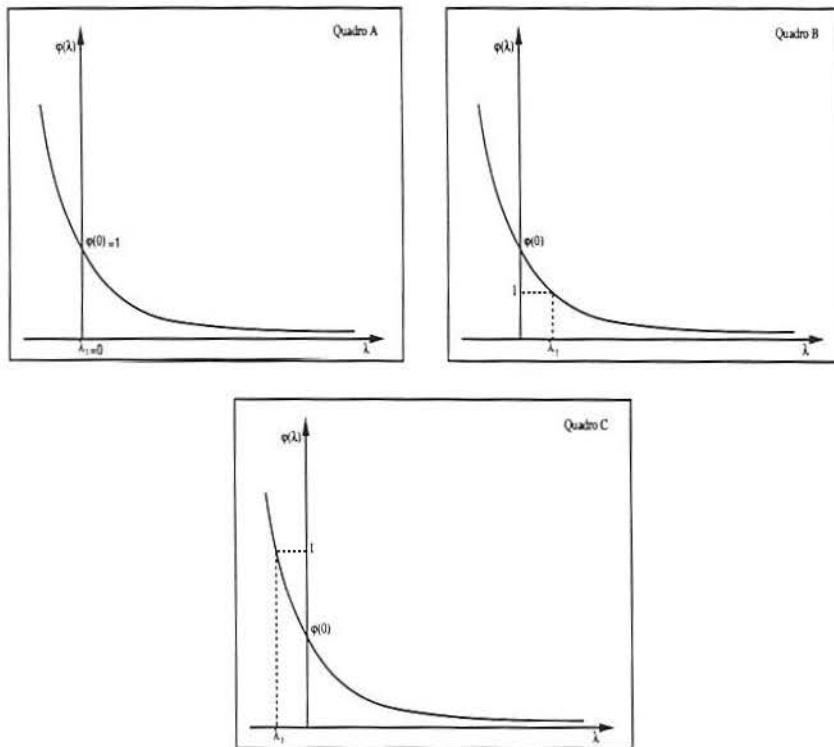 Quadro A
φ(λ)
φ(0) =1
λ₁=0
λ
Quadro B
φ(λ)
φ(0)
1
λ₁
λ
Quadro C
φ(λ)
1
φ(0)
λ₁
λ